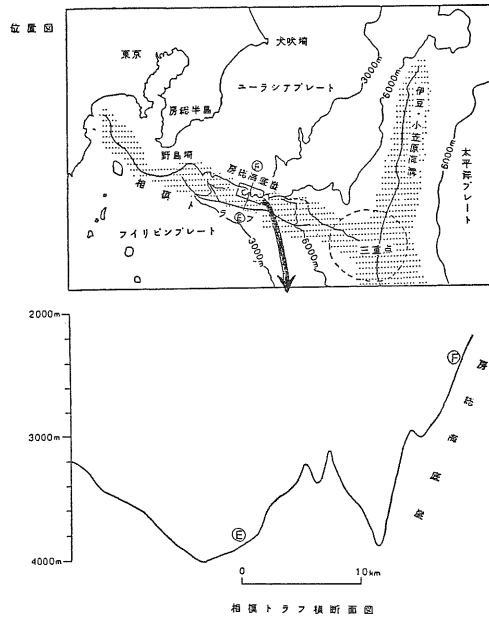 位置図
東京
犬吠埼
3000m
6000m
ユーラシアプレート
房総半島
伊豆・小笠原海溝
6000m
太平洋プレート
野島埼
Ⓕ
房総海底崖
相模トラフ
Ⓔ
フイリピンプレート
3000m
6000m
三重点
2000m
Ⓕ
房総海底崖
3000m
Ⓔ
4000m
0
10km
相模トラフ横断面図